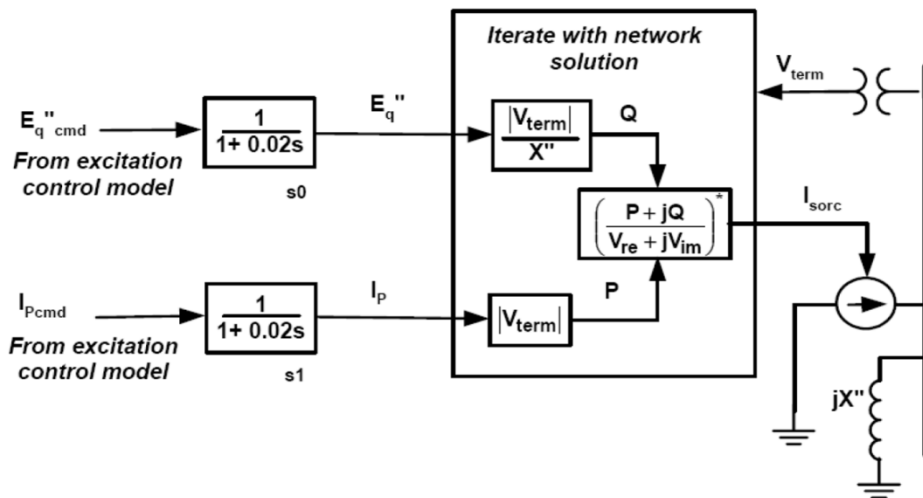 Iterate with network
solution
V_term
E_q''_cmd
From excitation
control model
1
1+ 0.02s
s0
E_q''
|V_term|
X''
Q
(P + jQ
V_re + jV_im)*
I_sorc
I_Pcmd
From excitation
control model
1
1+ 0.02s
s1
I_P
|V_term|
P
jX''